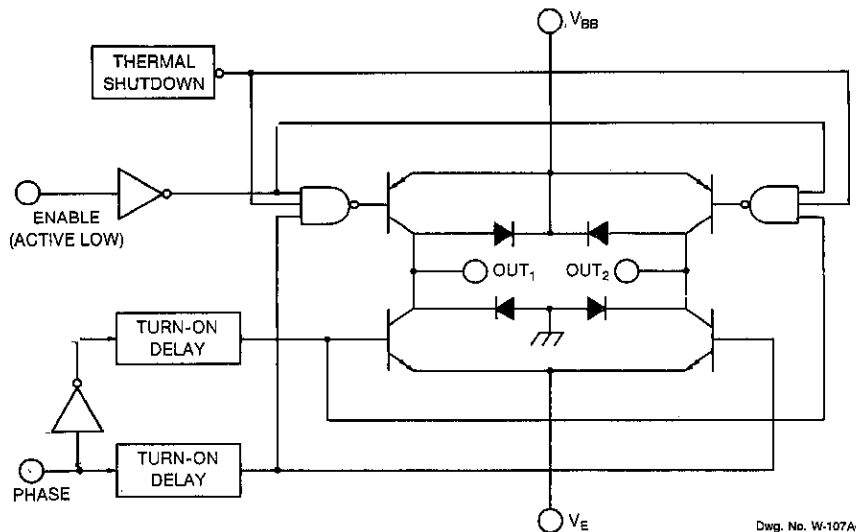 V_BB
THERMAL
SHUTDOWN
ENABLE
(ACTIVE LOW)
OUT_1 OUT_2
TURN-ON
DELAY
TURN-ON
DELAY
PHASE
V_E
Dwg. No. W-107A